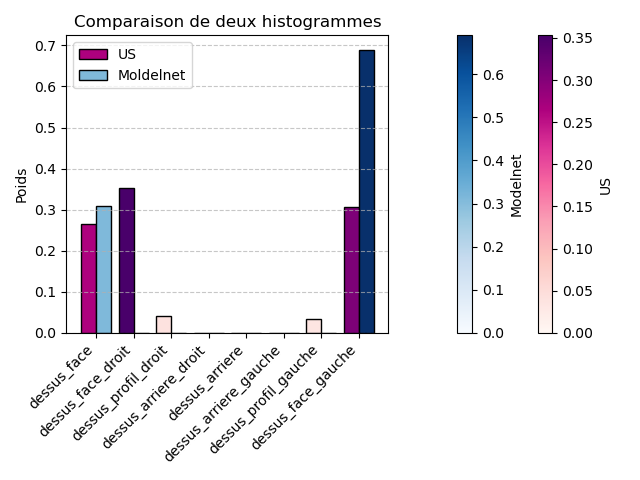 Comparaison de deux histogrammes
US
Moldelnet
Poids
0.7
0.6
0.5
0.4
0.3
0.2
0.1
0.0
dessus_face
dessus_face_droit
dessus_profil_droit
dessus_arriere_droit
dessus_arriere
dessus_arriere_gauche
dessus_profil_gauche
dessus_face_gauche
0.6
0.5
0.4
0.3
0.2
0.1
0.0
Modelnet
0.35
0.30
0.25
0.20
0.15
0.10
0.05
0.00
US